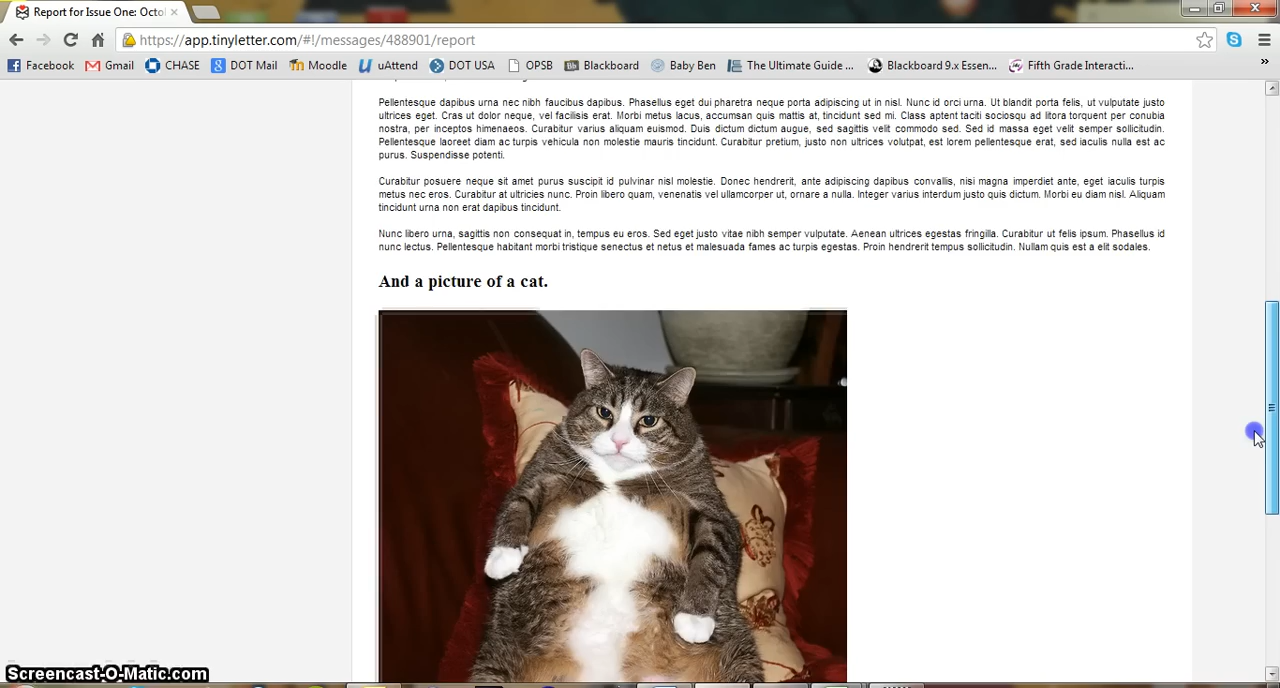 Report for Issue One: Octol
https://app.tinyletter.com/#!/messages/488901/report
Facebook Gmail CHASE DOT Mail Moodle uAttend DOT USA OPSB Blackboard Baby Ben The Ultimate Guide ... Blackboard 9.x Essen... Fifth Grade Interacti... »
Pellentesque dapibus urna nec nibh faucibus dapibus. Phasellus eget dui pharetra neque porta adipiscing ut in nisl. Nunc id orci urna. Ut blandit porta felis, ut vulputate justo
ultrices eget. Cras ut dolor neque, vel facilisis erat. Morbi metus lacus, accumsan quis mattis at, tincidunt sed mi. Class aptent taciti sociosqu ad litora torquent per conubia
nostra, per inceptos himenaeos. Curabitur varius aliquam euismod. Duis dictum dictum augue, sed sagittis velit commodo sed. Sed id massa eget velit semper sollicitudin.
Pellentesque laoreet diam ac turpis vehicula non molestie mauris tincidunt. Curabitur pretium, justo non ultrices volutpat, est lorem pellentesque erat, sed iaculis nulla est ac
purus. Suspendisse potenti.
Curabitur posuere neque sit amet purus suscipit id pulvinar nisl molestie. Donec hendrerit, ante adipiscing dapibus convallis, nisi magna imperdiet ante, eget iaculis turpis
metus nec eros. Curabitur at ultricies nunc. Proin libero quam, venenatis vel ullamcorper ut, ornare a nulla. Integer varius interdum justo quis dictum. Morbi eu diam nisl. Aliquam
tincidunt urna non erat dapibus tincidunt.
Nunc libero urna, sagittis non consequat in, tempus eu eros. Sed eget justo vitae nibh semper vulputate. Aenean ultrices egestas fringilla. Curabitur ut felis ipsum. Phasellus id
nunc lectus. Pellentesque habitant morbi tristique senectus et netus et malesuada fames ac turpis egestas. Proin hendrerit tempus sollicitudin. Nullam quis est a elit sodales.
And a picture of a cat.
Screencast-O-Matic.com